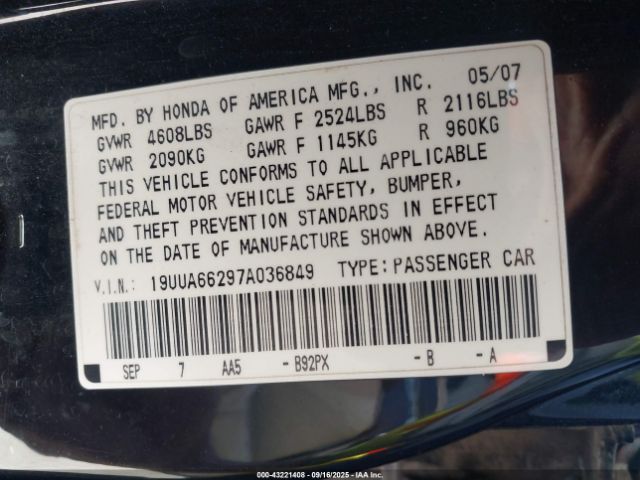 MFD. BY HONDA OF AMERICA MFG., INC. 05/07
GVWR 4608LBS GAWR F 2524LBS R 2116LBS
GVWR 2090KG GAWR F 1145KG R 960KG
THIS VEHICLE CONFORMS TO ALL APPLICABLE
FEDERAL MOTOR VEHICLE SAFETY, BUMPER,
AND THEFT PREVENTION STANDARDS IN EFFECT
ON THE DATE OF MANUFACTURE SHOWN ABOVE.
V.I.N.: 19UUA66297A036849 TYPE:PASSENGER CAR
SEP 7 AA5 -B92PX -B -A
000-43221408 - 09/16/2025 - IAA Inc.